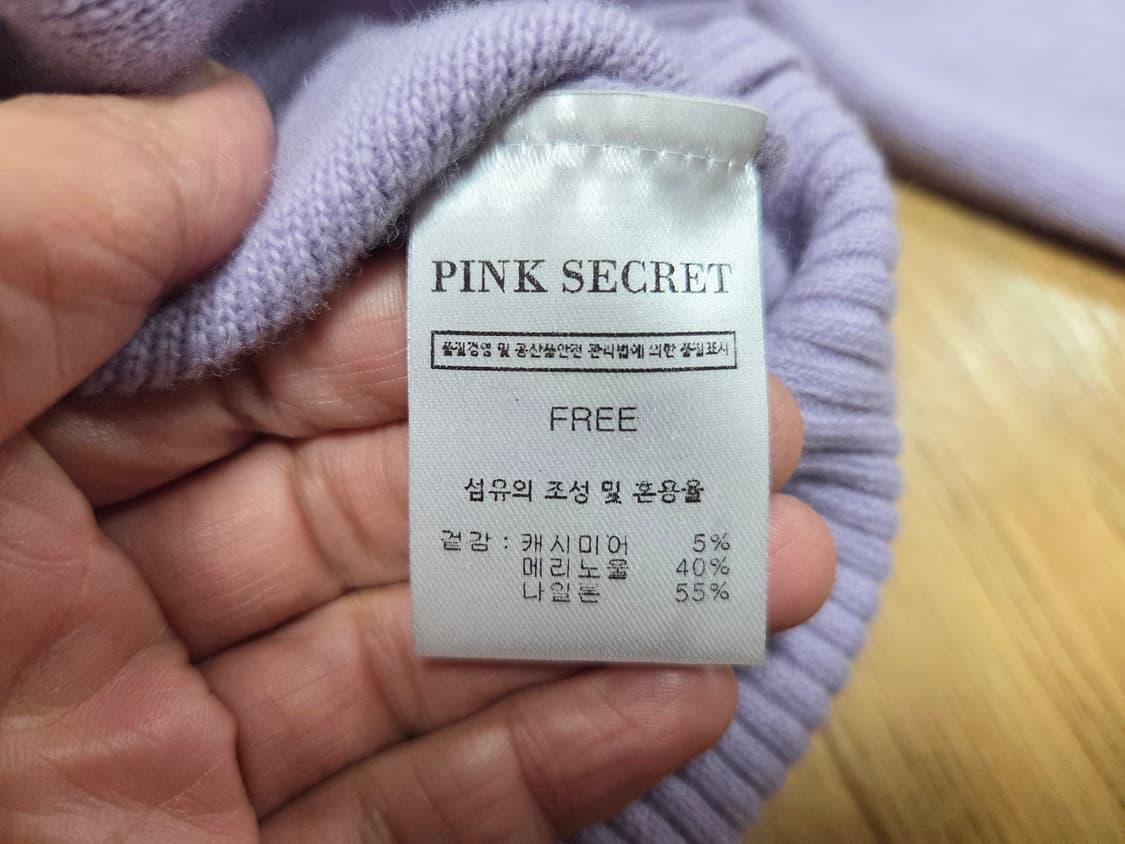 PINK SECRET
품질경영 및 공산품안전 관리법에 의한 품질표시
FREE
섬유의 조성 및 혼용율
겉감 : 캐시미어 5%
메리노울 40%
나일론 55%